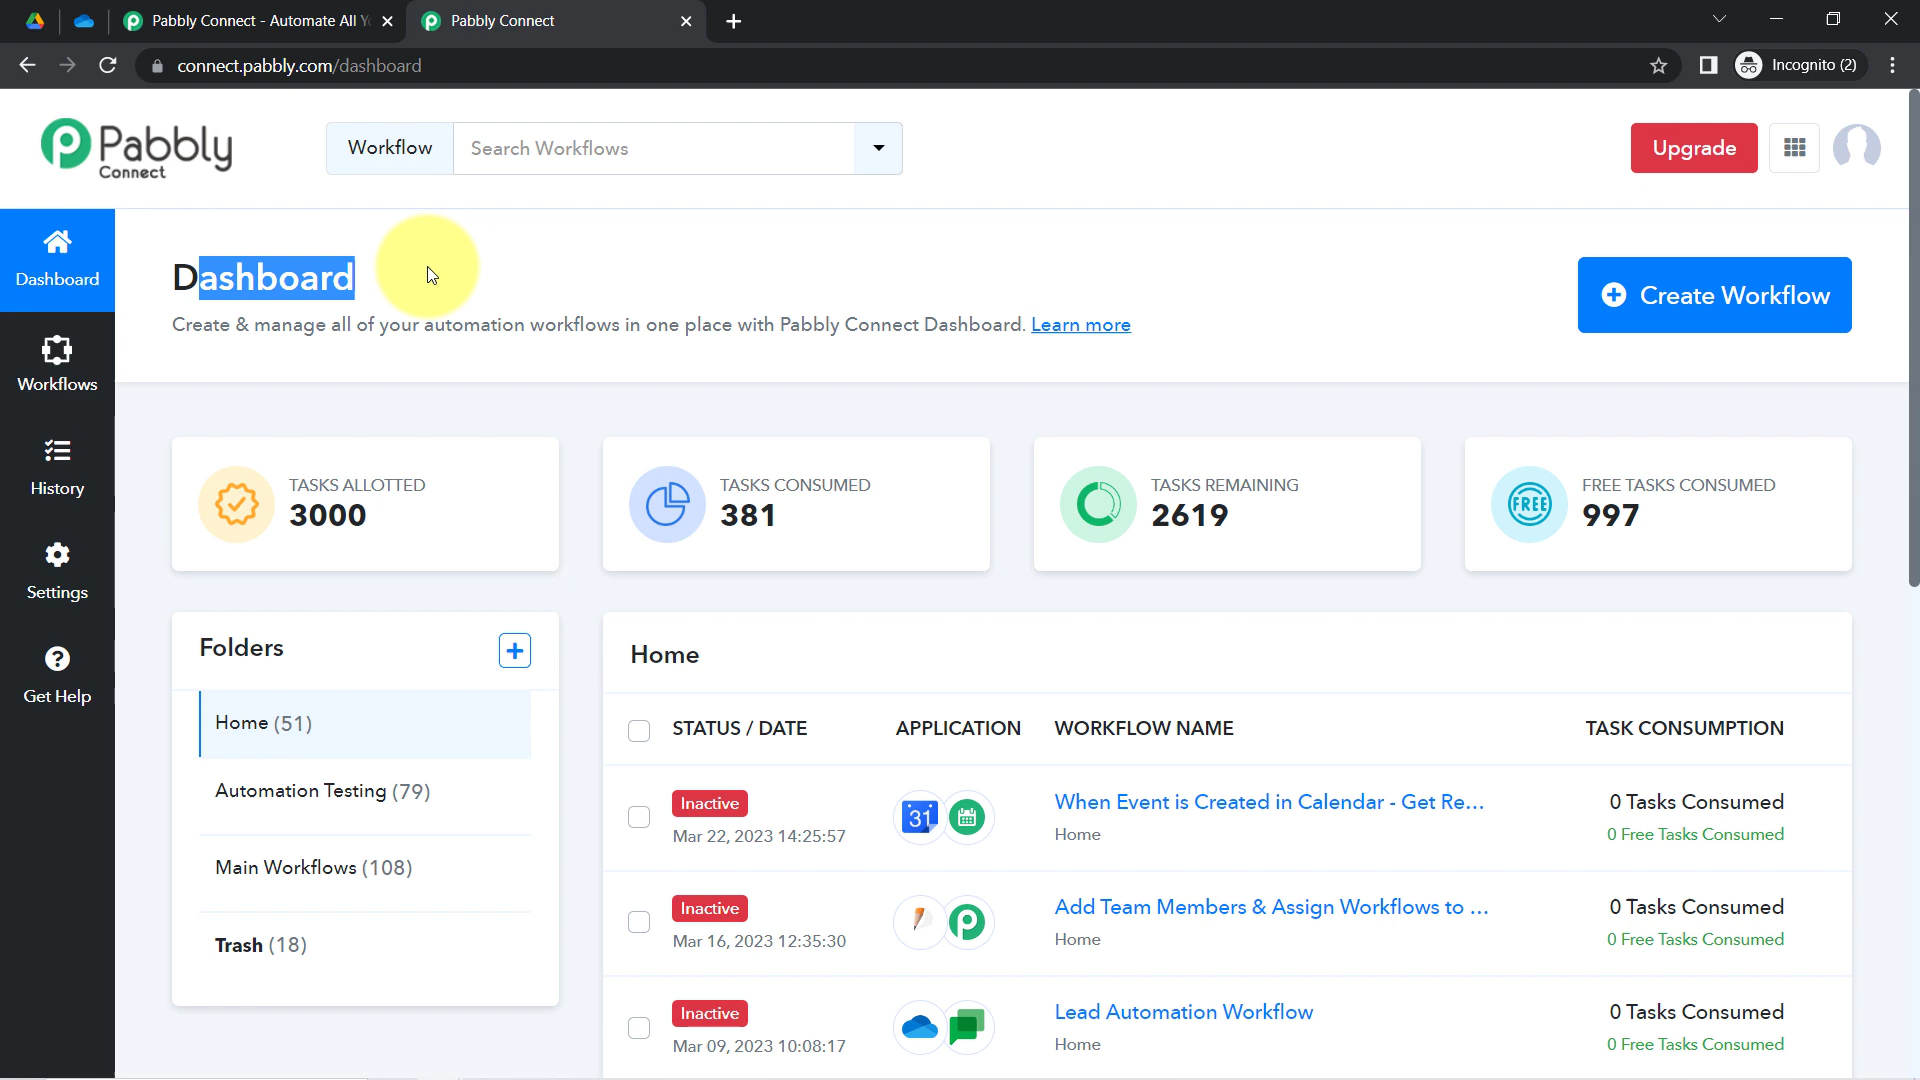 Pabbly Connect - Automate All Y
Pabbly Connect
connect.pabbly.com/dashboard
Incognito (2)
Pabbly
Connect
Workflow
Search Workflows
Upgrade
Dashboard
Workflows
History
Settings
Get Help
Dashboard
Create & manage all of your automation workflows in one place with Pabbly Connect Dashboard. Learn more
Create Workflow
TASKS ALLOTTED
3000
TASKS CONSUMED
381
TASKS REMAINING
2619
FREE
FREE TASKS CONSUMED
997
Folders
Home (51)
Automation Testing (79)
Main Workflows (108)
Trash (18)
Home
STATUS / DATE
APPLICATION
WORKFLOW NAME
TASK CONSUMPTION
Inactive
Mar 22, 2023 14:25:57
31
When Event is Created in Calendar - Get Re...
Home
0 Tasks Consumed
0 Free Tasks Consumed
Inactive
Mar 16, 2023 12:35:30
Add Team Members & Assign Workflows to ...
Home
0 Tasks Consumed
0 Free Tasks Consumed
Inactive
Mar 09, 2023 10:08:17
Lead Automation Workflow
Home
0 Tasks Consumed
0 Free Tasks Consumed